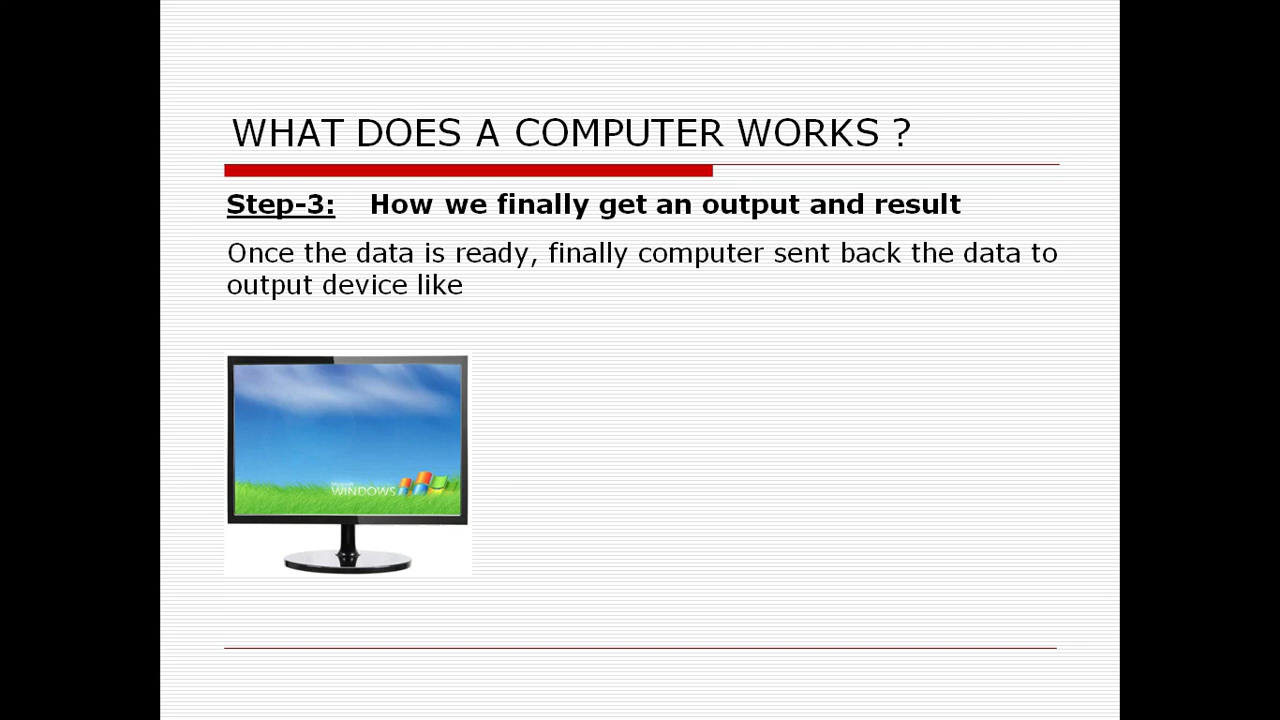 WHAT DOES A COMPUTER WORKS ?
Step-3: How we finally get an output and result
Once the data is ready, finally computer sent back the data to
output device like
Microsoft
WINDOWS